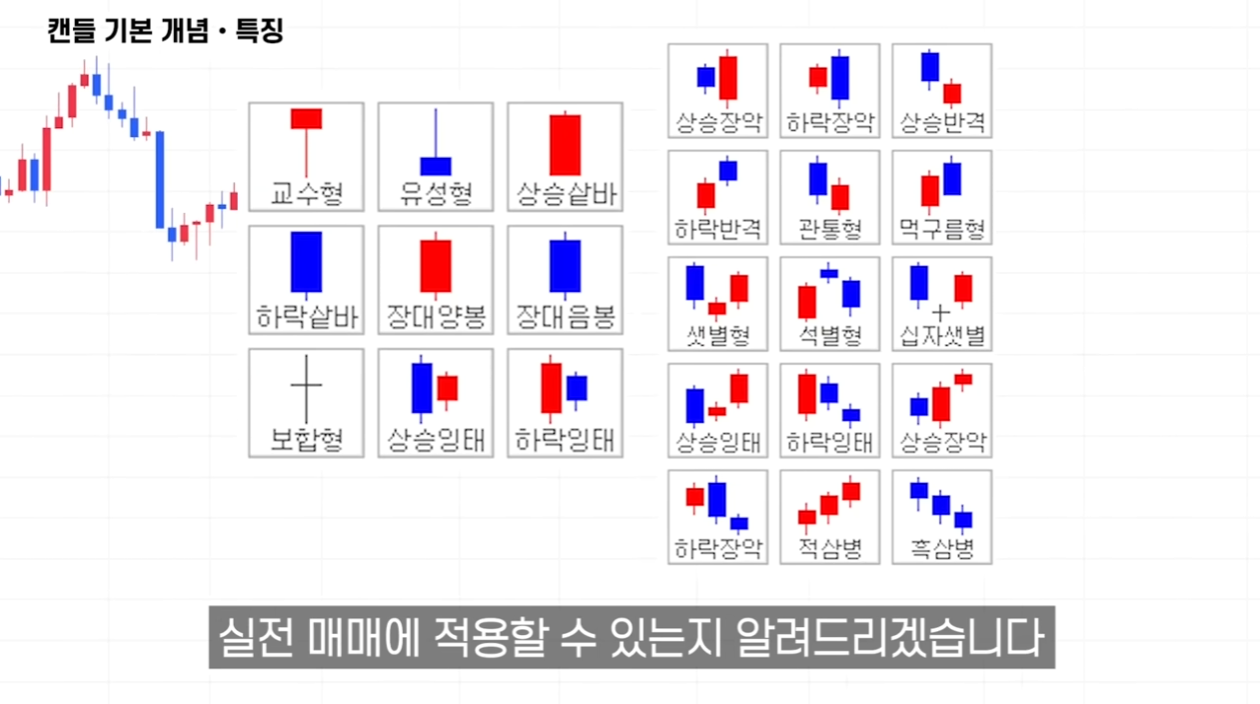 캔들 기본 개념 · 특징
교수형
유성형
상승샅바
하락샅바
장대양봉
장대음봉
보합형
상승잉태
하락잉태
상승장악
하락장악
상승반격
하락반격
관통형
먹구름형
샛별형
석별형
십자샛별
상승잉태
하락잉태
상승장악
하락장악
적삼병
흑삼병
실전 매매에 적용할 수 있는지 알려드리겠습니다